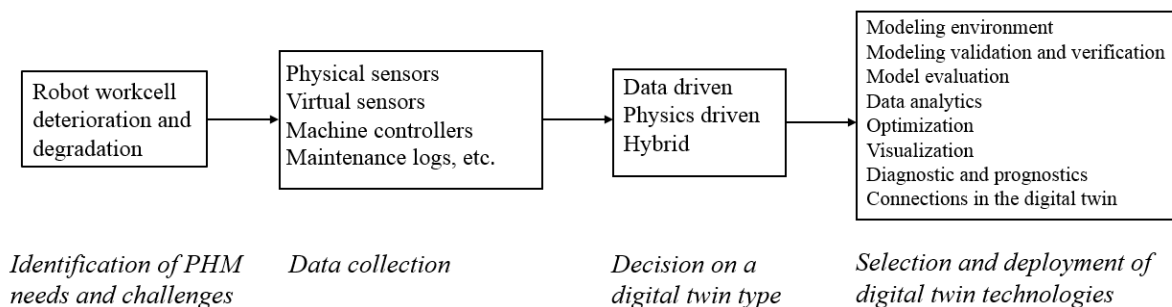 Robot workcell
deterioration and
degradation
Physical sensors
Virtual sensors
Machine controllers
Maintenance logs, etc.
Data driven
Physics driven
Hybrid
Modeling environment
Modeling validation and verification
Model evaluation
Data analytics
Optimization
Visualization
Diagnostic and prognostics
Connections in the digital twin
Identification of PHM
needs and challenges
Data collection
Decision on a
digital twin type
Selection and deployment of
digital twin technologies